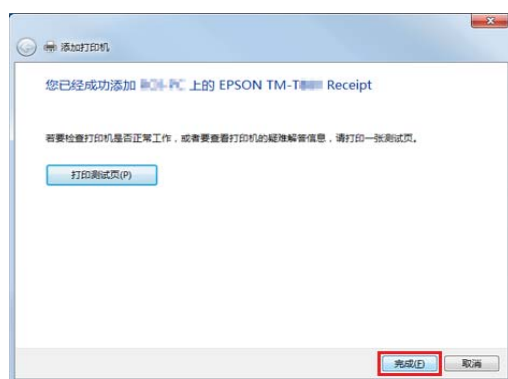 添加打印机
您已经成功添加 上的 EPSON TM-T Receipt
若要检查打印机是否正常工作，或者要查看打印机的疑难解答信息，请打印一张测试页。
打印测试页(P)
完成(F) 取消